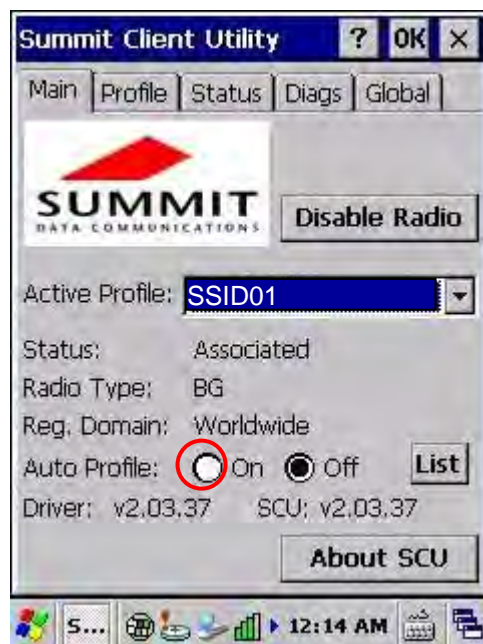 Summit Client Utility ? OK ×
Main Profile Status Diags Global
SUMMIT
DATA COMMUNICATIONS
Disable Radio
Active Profile: SSID01
Status: Associated
Radio Type: BG
Reg. Domain: Worldwide
Auto Profile: On Off List
Driver: v2.03.37 SCU: v2.03.37
About SCU
S... 12:14 AM